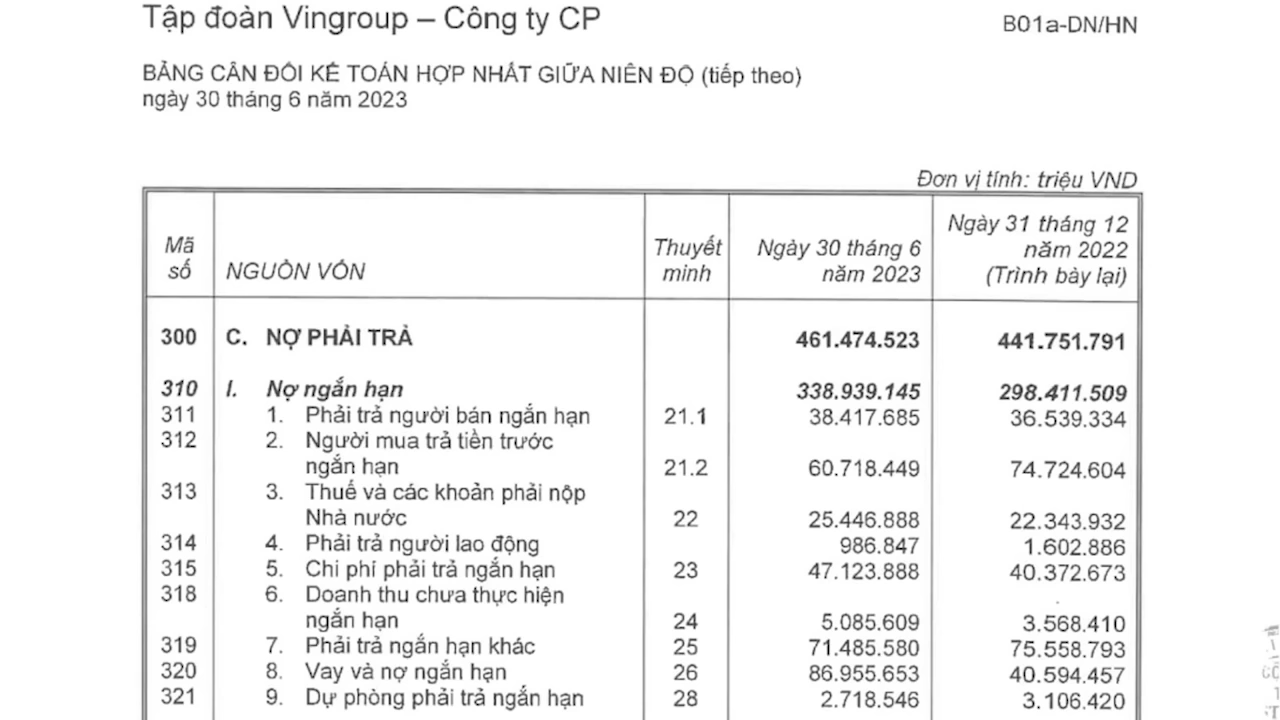 Tập đoàn Vingroup – Công ty CP
B01a-DN/HN
BẢNG CÂN ĐỐI KẾ TOÁN HỢP NHẤT GIỮA NIÊN ĐỘ (tiếp theo)
ngày 30 tháng 6 năm 2023
Đơn vị tính: triệu VND
Mã số NGUỒN VỐN Thuyết minh Ngày 30 tháng 6 năm 2023 Ngày 31 tháng 12 năm 2022 (Trình bày lại)
300 C. NỢ PHẢI TRẢ 461.474.523 441.751.791
310 I. Nợ ngắn hạn 338.939.145 298.411.509
311 1. Phải trả người bán ngắn hạn 21.1 38.417.685 36.539.334
312 2. Người mua trả tiền trước
ngắn hạn 21.2 60.718.449 74.724.604
313 3. Thuế và các khoản phải nộp
Nhà nước 22 25.446.888 22.343.932
314 4. Phải trả người lao động 986.847 1.602.886
315 5. Chi phí phải trả ngắn hạn 23 47.123.888 40.372.673
318 6. Doanh thu chưa thực hiện
ngắn hạn 24 5.085.609 3.568.410
319 7. Phải trả ngắn hạn khác 25 71.485.580 75.558.793
320 8. Vay và nợ ngắn hạn 26 86.955.653 40.594.457
321 9. Dự phòng phải trả ngắn hạn 28 2.718.546 3.106.420